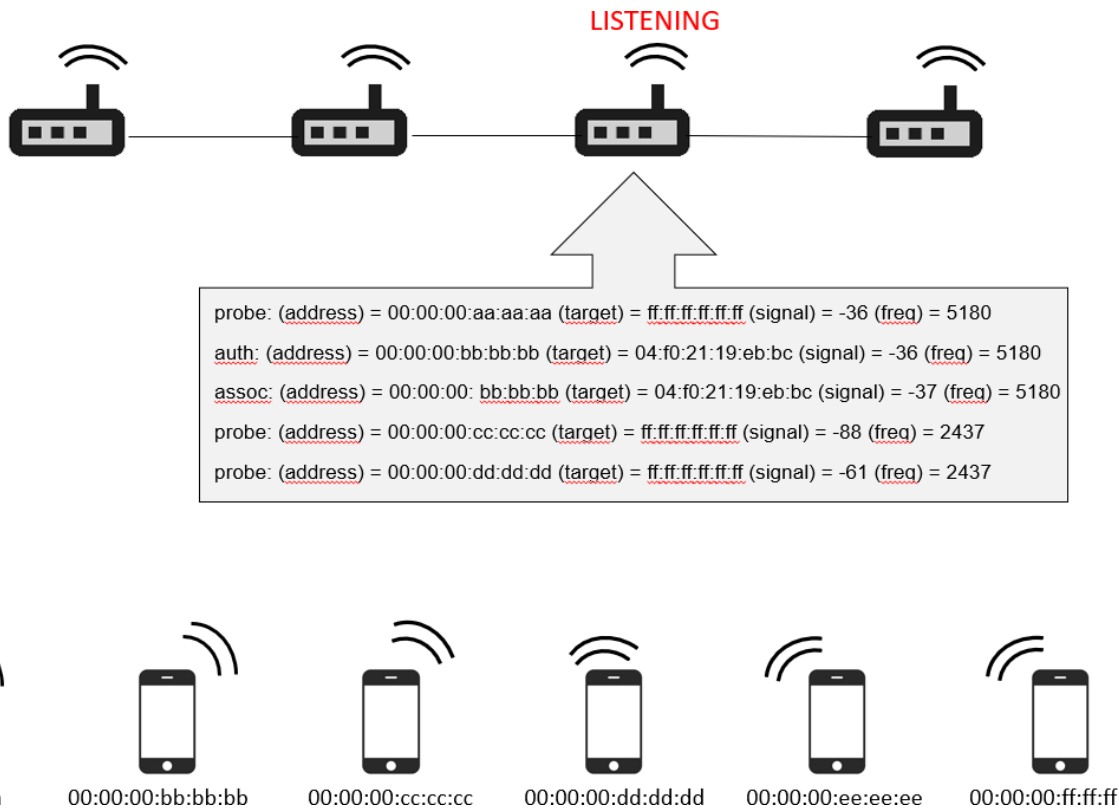 LISTENING
probe: (address) = 00:00:00:aa:aa:aa (target) = ff:ff:ff:ff:ff:ff (signal) = -36 (freq) = 5180
auth: (address) = 00:00:00:bb:bb:bb (target) = 04:f0:21:19:eb:bc (signal) = -36 (freq) = 5180
assoc: (address) = 00:00:00: bb:bb:bb (target) = 04:f0:21:19:eb:bc (signal) = -37 (freq) = 5180
probe: (address) = 00:00:00:cc:cc:cc (target) = ff:ff:ff:ff:ff:ff (signal) = -88 (freq) = 2437
probe: (address) = 00:00:00:dd:dd:dd (target) = ff:ff:ff:ff:ff:ff (signal) = -61 (freq) = 2437
00:00:00:bb:bb:bb 00:00:00:cc:cc:cc 00:00:00:dd:dd:dd 00:00:00:ee:ee:ee 00:00:00:ff:ff:ff